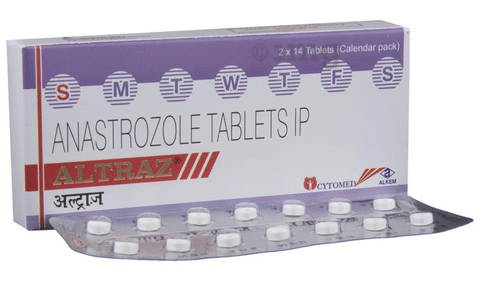 2 x 14 Tablets (Calendar pack)
S M T W T F S
ANASTROZOLE TABLETS IP
ALTRAZ®
अल्ट्राज़
CYTOMED
a
ALKEM